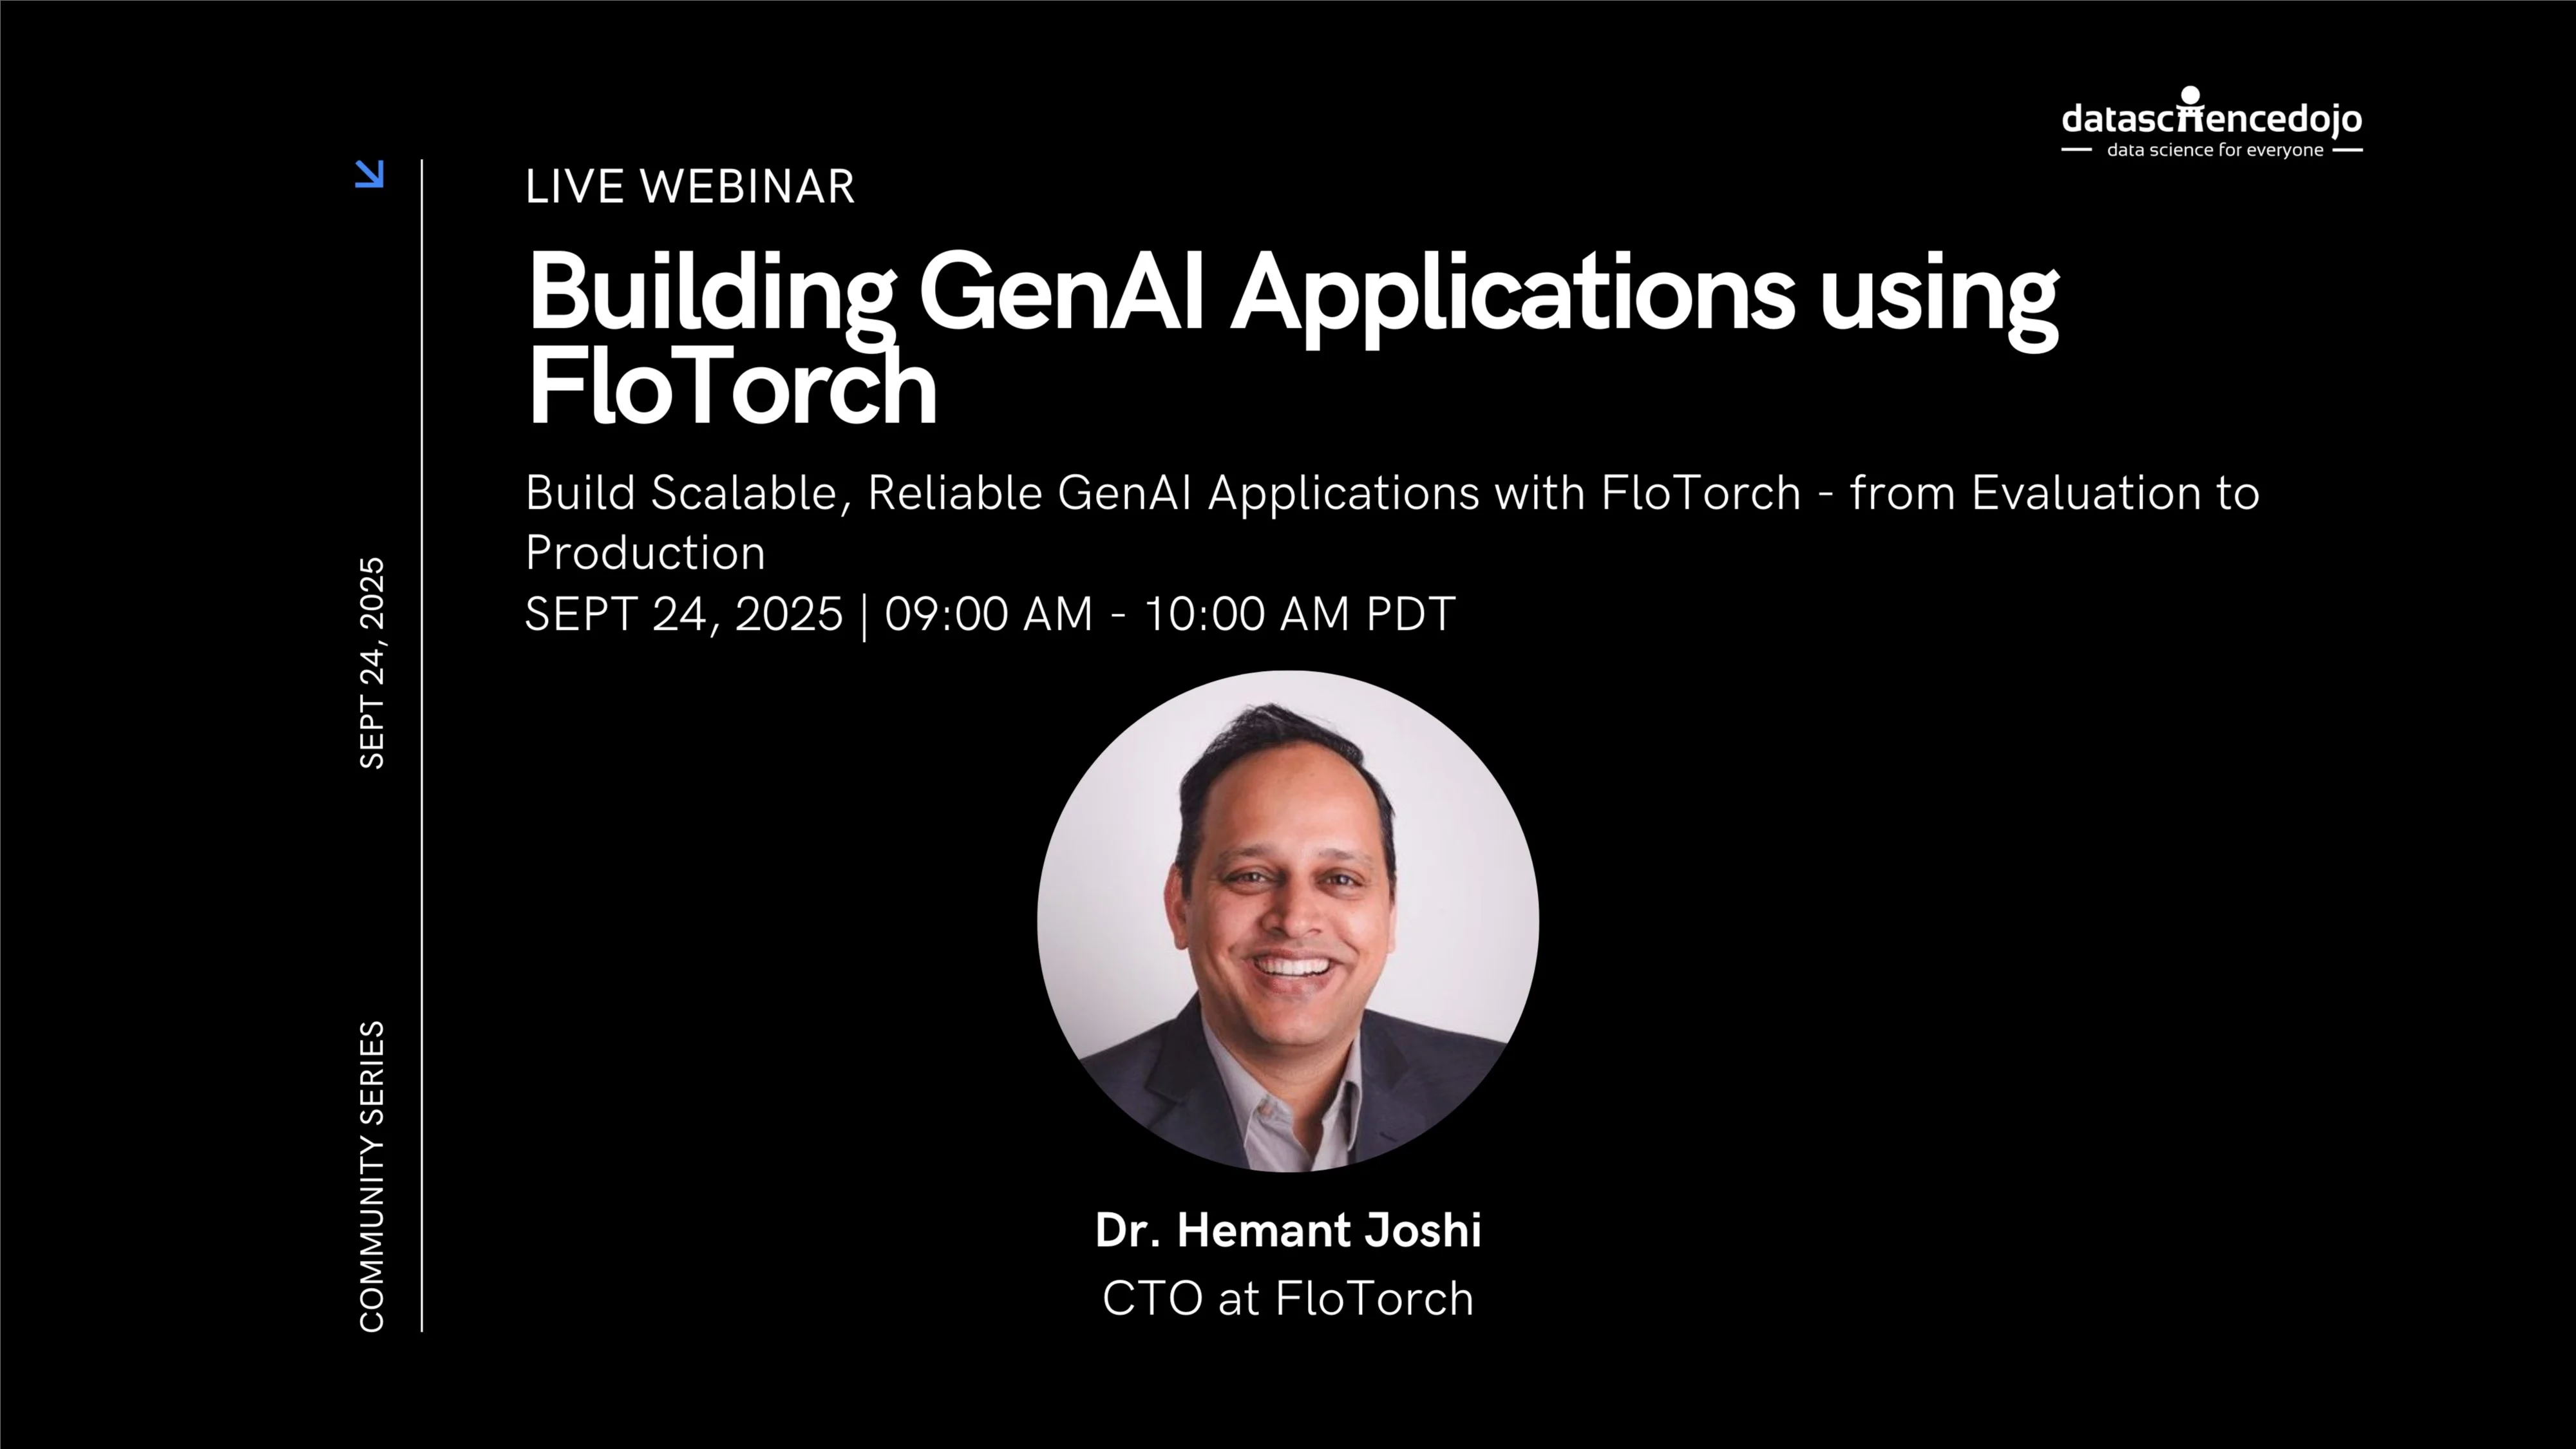 datasciencedojo
data science for everyone
LIVE WEBINAR
Building GenAI Applications using
FloTorch
Build Scalable, Reliable GenAI Applications with FloTorch - from Evaluation to
Production
SEPT 24, 2025 | 09:00 AM - 10:00 AM PDT
SEPT 24, 2025
COMMUNITY SERIES
Dr. Hemant Joshi
CTO at FloTorch